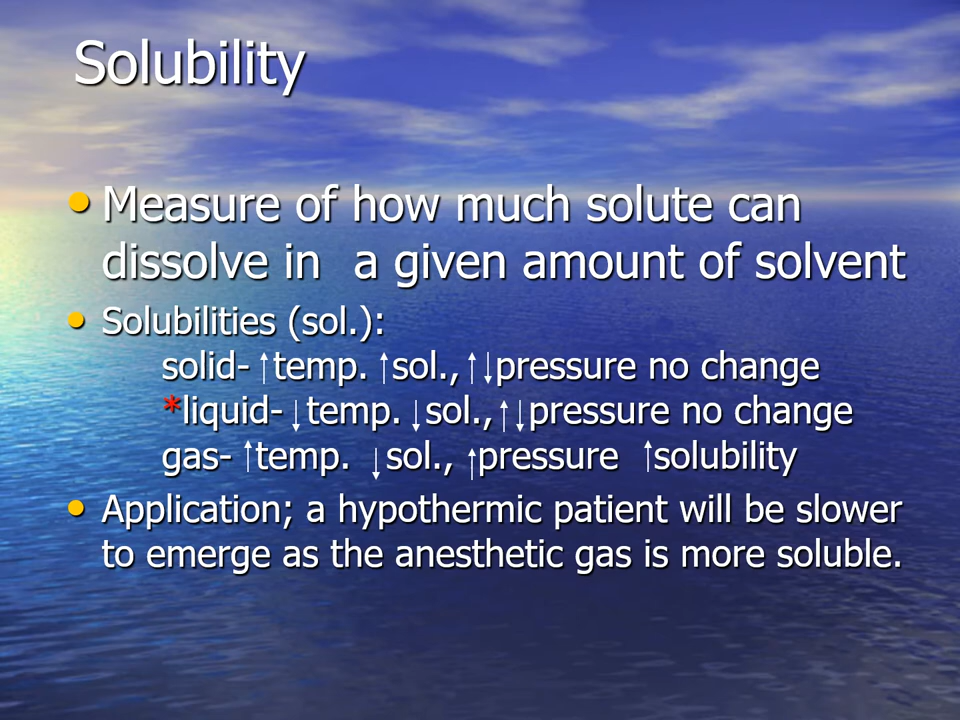 Solubility
• Measure of how much solute can
dissolve in a given amount of solvent
• Solubilities (sol.):
solid- ↑temp. ↑sol., ↑↓pressure no change
*liquid- ↓temp. ↓sol., ↑↓pressure no change
gas- ↑temp. ↓sol., ↑pressure ↑solubility
• Application; a hypothermic patient will be slower
to emerge as the anesthetic gas is more soluble.